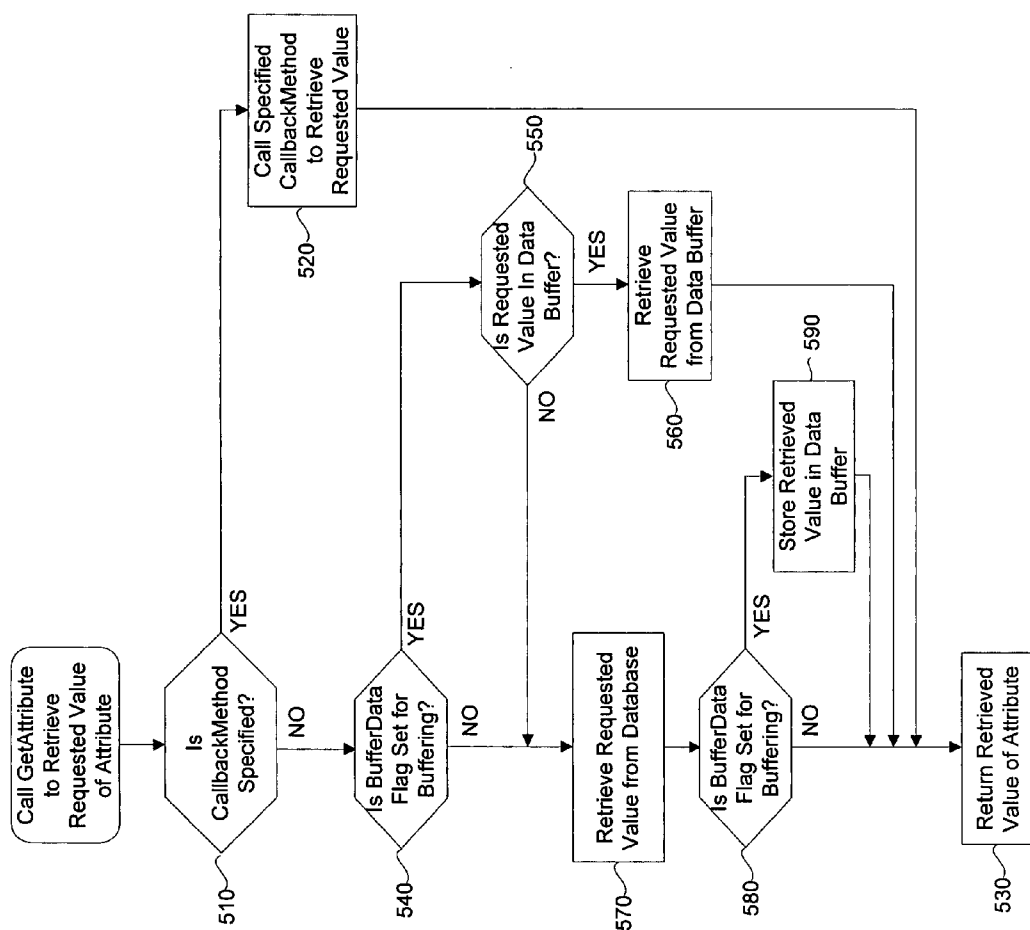 Call GetAttribute
to Retrieve
Requested Value
of Attribute
510
Is
CallbackMethod
Specified?
YES
NO
520
Call Specified
CallbackMethod
to Retrieve
Requested Value
540
Is BufferData
Flag Set for
Buffering?
YES
NO
550
Is Requested
Value In Data
Buffer?
YES
NO
560
Retrieve
Requested Value
from Data Buffer
570
Retrieve Requested
Value from Database
580
Is BufferData
Flag Set for
Buffering?
YES
NO
590
Store Retrieved
Value in Data
Buffer
530
Return Retrieved
Value of Attribute